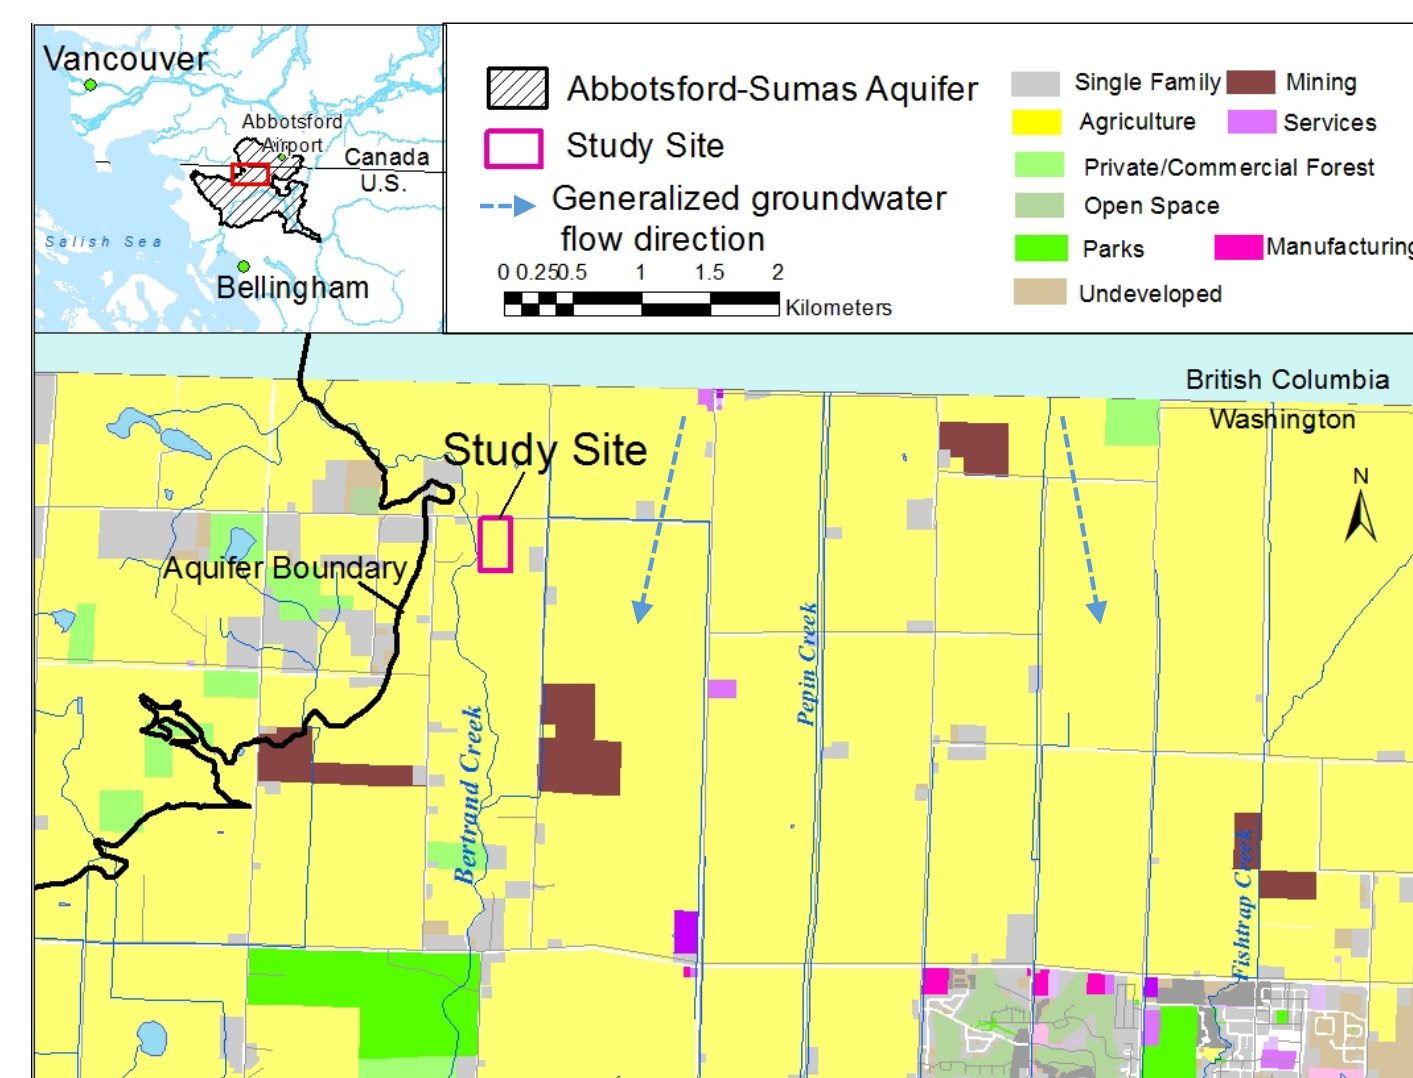 Vancouver
Abbotsford
Airport
Canada
U.S.
Salish Sea
Bellingham
Abbotsford-Sumas Aquifer
Study Site
Generalized groundwater
flow direction
0 0.25 0.5 1 1.5 2
Kilometers
Single Family
Mining
Agriculture
Services
Private/Commercial Forest
Open Space
Parks
Manufacturing
Undeveloped
British Columbia
Washington
N
Study Site
Aquifer Boundary
Bertrand Creek
Pepin Creek
Fishtrap Creek